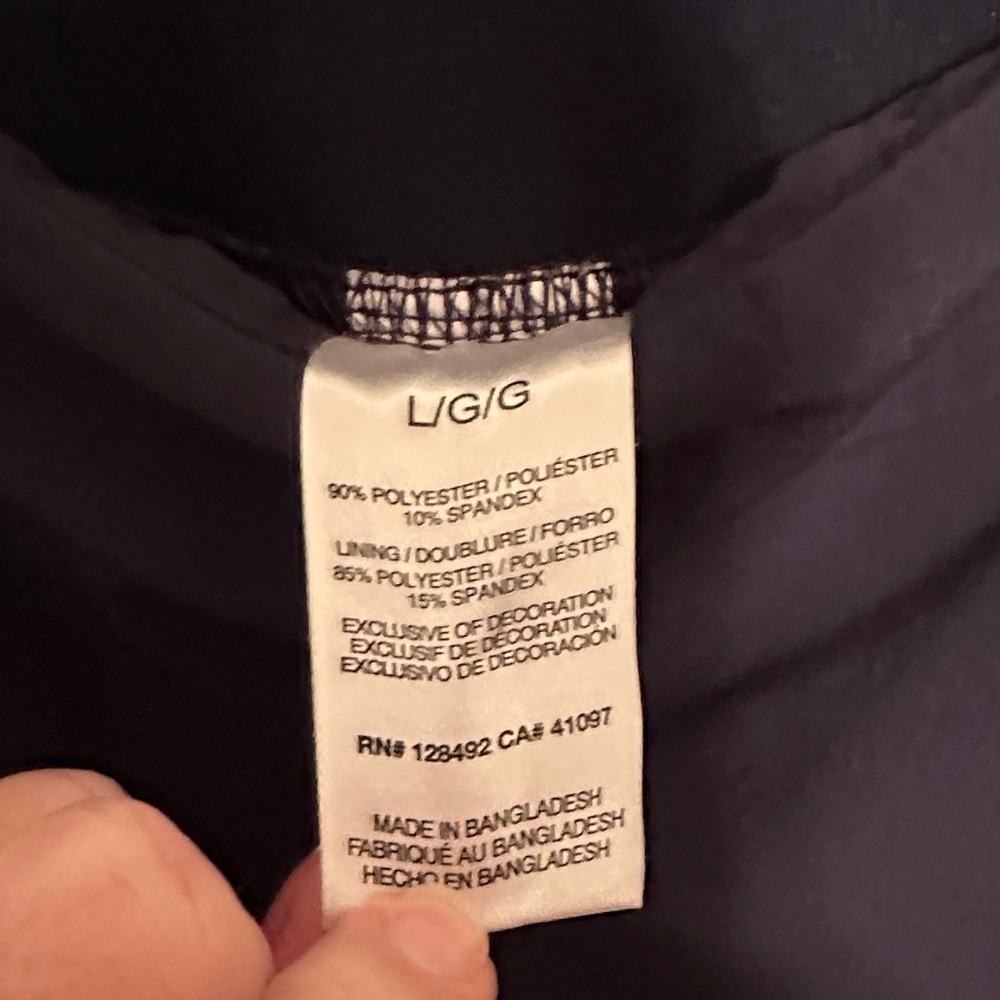 L/G/G
90% POLYESTER / POLIÉSTER
10% SPANDEX
LINING / DOUBLURE / FORRO
85% POLYESTER / POLIÉSTER
15% SPANDEX
EXCLUSIVE OF DECORATION
EXCLUSIF DE DÉCORATION
EXCLUSIVO DE DECORACIÓN
RN# 128492 CA# 41097
MADE IN BANGLADESH
FABRIQUÉ AU BANGLADESH
HECHO EN BANGLADESH